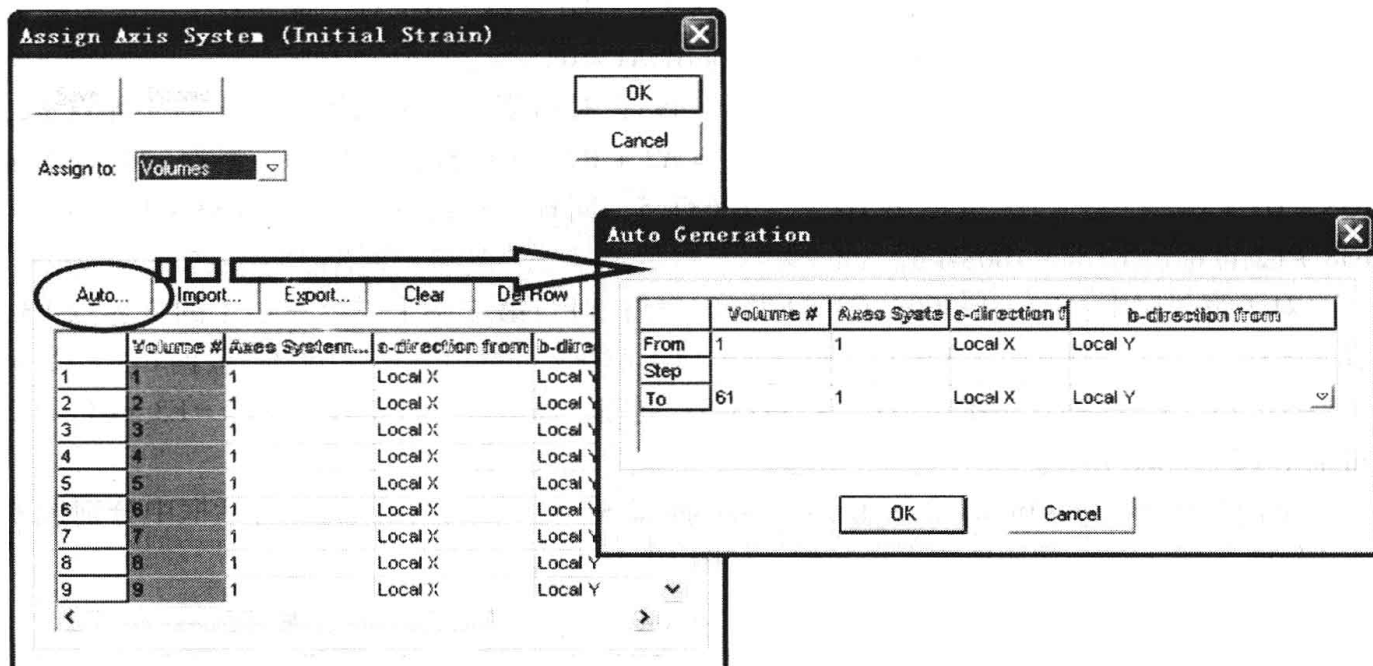 Assign Axis System (Initial Strain)
Save
OK
Cancel
Assign to: Volumes
Auto... Import... Export... Clear Del Row
Volume # Axes System... a-direction from b-direc
1 1 1 Local X Local Y
2 2 1 Local X Local Y
3 3 1 Local X Local Y
4 4 1 Local X Local Y
5 5 1 Local X Local Y
6 6 1 Local X Local Y
7 7 1 Local X Local Y
8 8 1 Local X Local Y
9 9 1 Local X Local Y
Auto Generation
Volume # Axes Syste a-direction f b-direction from
From 1 1 Local X Local Y
Step
To 61 1 Local X Local Y
OK Cancel